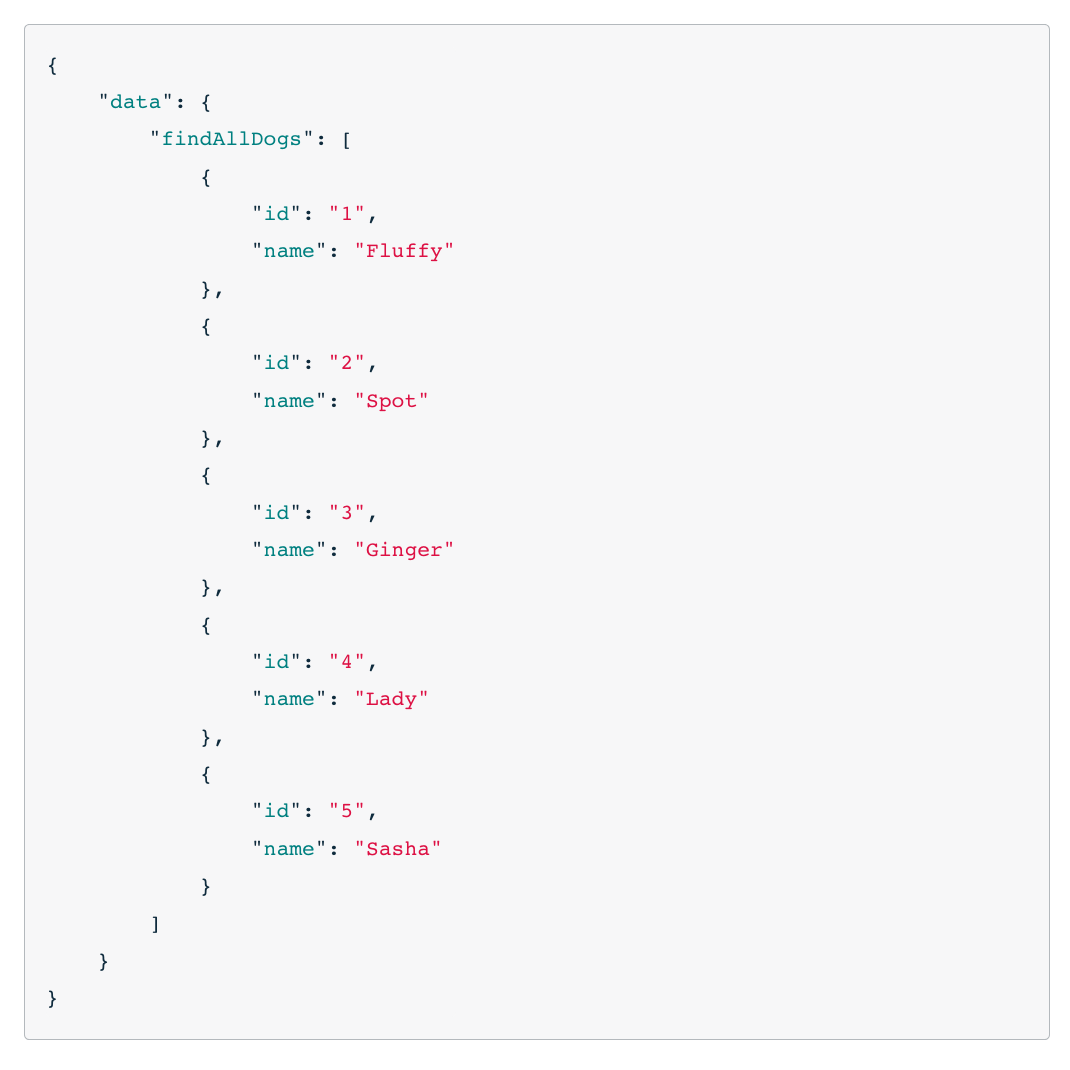 {
    "data": {
        "findAllDogs": [
            {
                "id": "1",
                "name": "Fluffy"
            },
            {
                "id": "2",
                "name": "Spot"
            },
            {
                "id": "3",
                "name": "Ginger"
            },
            {
                "id": "4",
                "name": "Lady"
            },
            {
                "id": "5",
                "name": "Sasha"
            }
        ]
    }
}